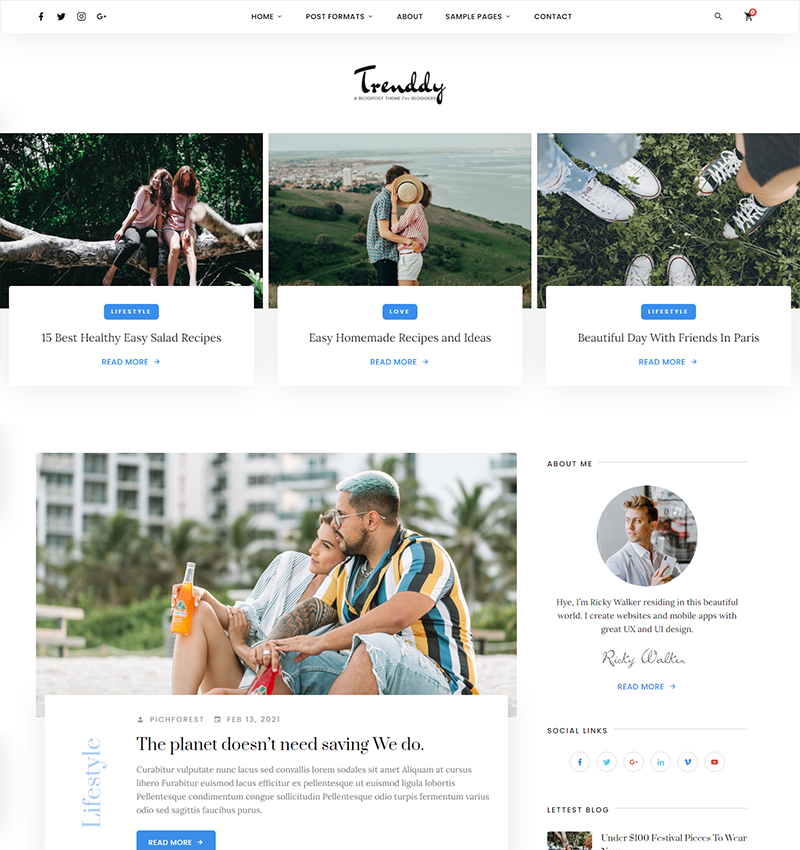 HOME POST FORMATS ABOUT SAMPLE PAGES CONTACT
0
Trenddy
A BLOGPOST THEME For BLOGGERS
LIFESTYLE
15 Best Healthy Easy Salad Recipes
READ MORE →
LOVE
Easy Homemade Recipes and Ideas
READ MORE →
LIFESTYLE
Beautiful Day With Friends In Paris
READ MORE →
Lifestyle
PICHFOREST FEB 13, 2021
The planet doesn't need saving We do.
Curabitur vulputate nunc lacus sed convallis lorem sodales sit amet Aliquam at cursus
libero Furabitur euismod lacus efficitur ex pellentesque ut euismod ligula lobortis
Pellentesque condimentum congue sollicitudin Pellentesque odio turpis fermentum varius
odio sed sagittis faucibus purus.
READ MORE →
ABOUT ME
Hye, I'm Ricky Walker residing in this beautiful
world. I create websites and mobile apps with
great UX and UI design.
Ricky Walker
READ MORE →
SOCIAL LINKS
LETTEST BLOG
Under $100 Festival Pieces To Wear